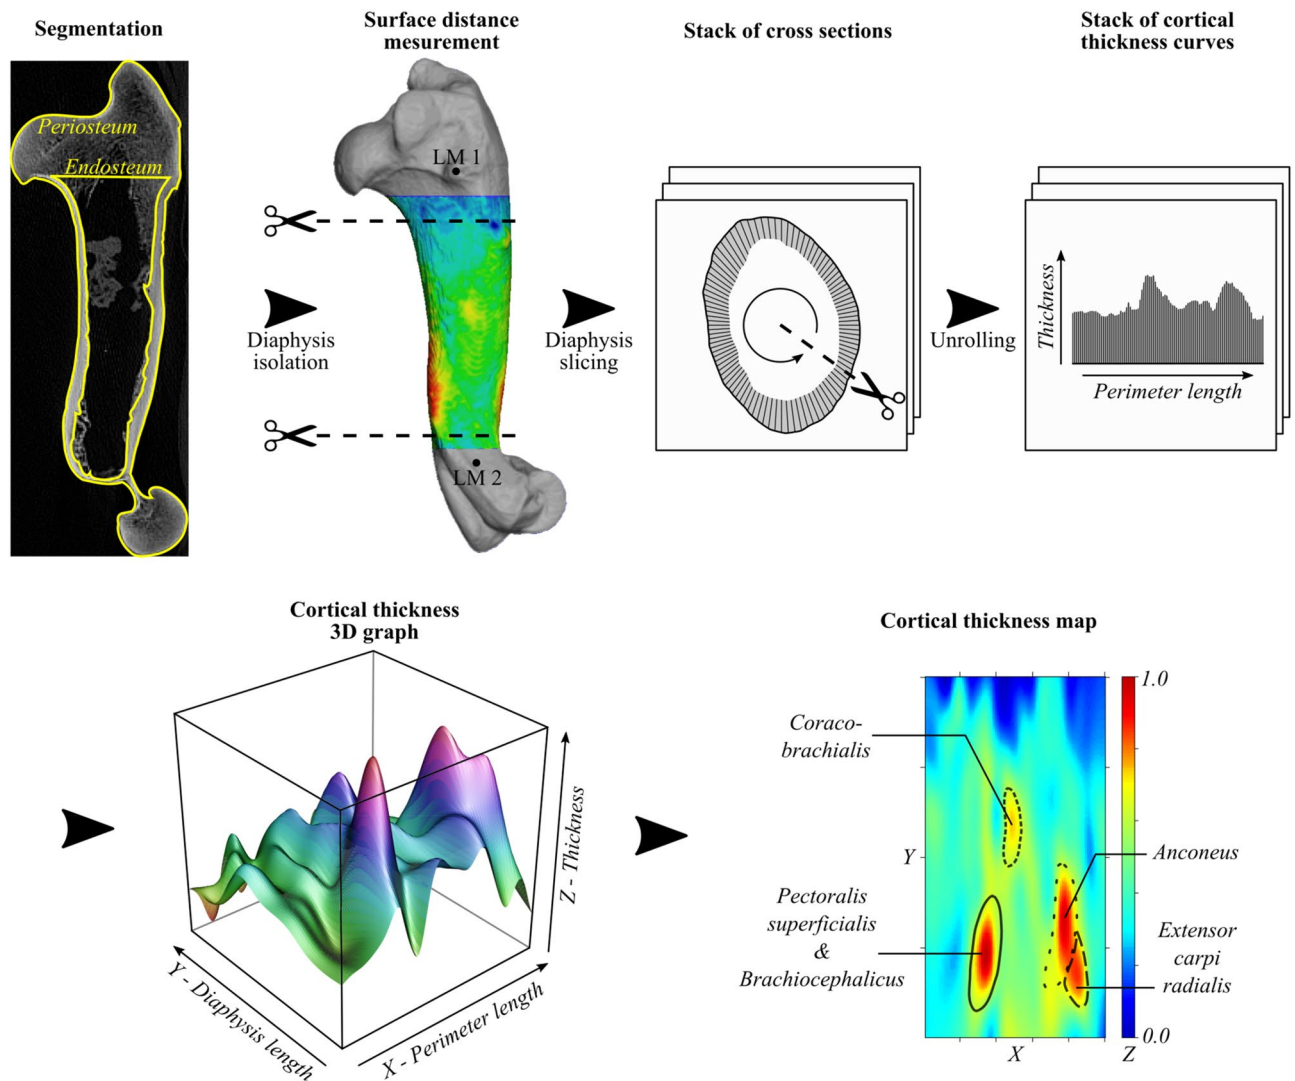 Segmentation
Surface distance
mesurement
Stack of cross sections
Stack of cortical
thickness curves
Periosteum
Endosteum
LM 1
LM 2
Diaphysis
isolation
Diaphysis
slicing
Unrolling
Thickness
Perimeter length
Cortical thickness
3D graph
Z - Thickness
Y - Diaphysis length
X - Perimeter length
Cortical thickness map
Coraco-
brachialis
Pectoralis
superficialis
&
Brachiocephalicus
Y
X
Anconeus
Extensor
carpi
radialis
1.0
0.0
Z